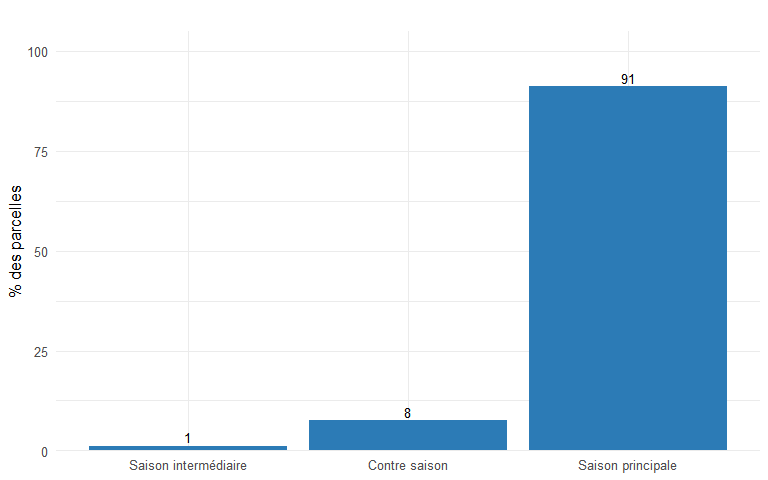 % des parcelles
100
75
50
25
0
1
8
91
Saison intermédiaire
Contre saison
Saison principale